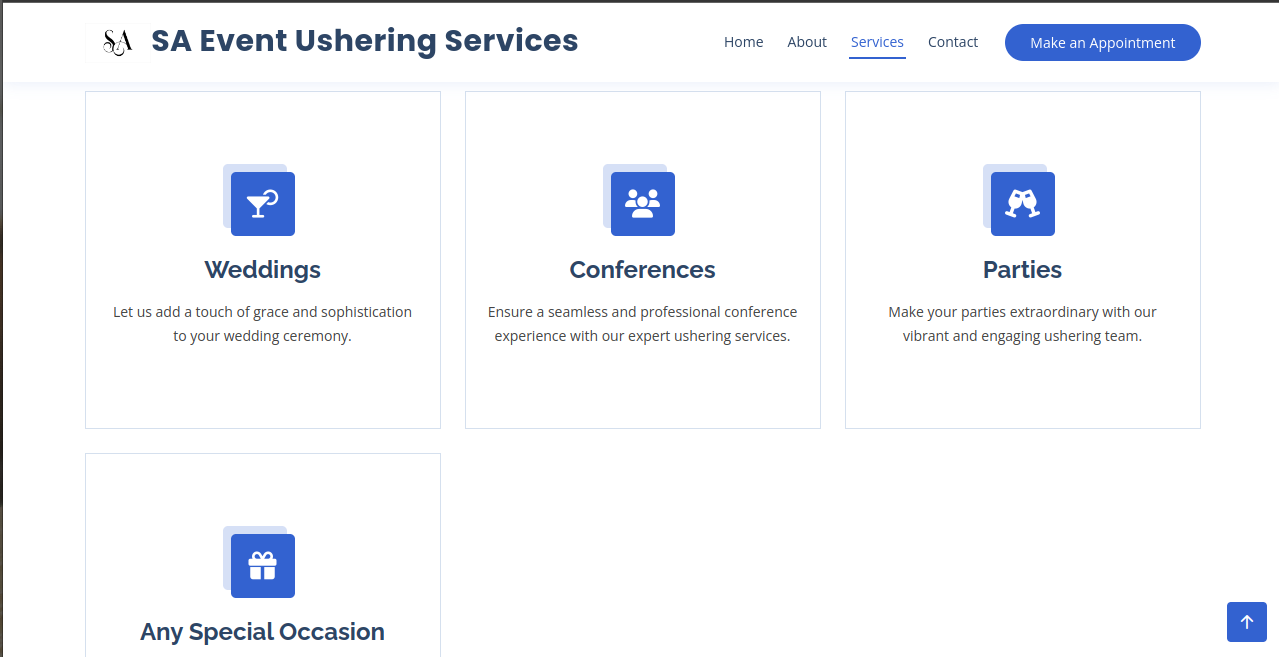 SA SA Event Ushering Services
Home About Services Contact Make an Appointment
Weddings
Let us add a touch of grace and sophistication
to your wedding ceremony.
Conferences
Ensure a seamless and professional conference
experience with our expert ushering services.
Parties
Make your parties extraordinary with our
vibrant and engaging ushering team.
Any Special Occasion